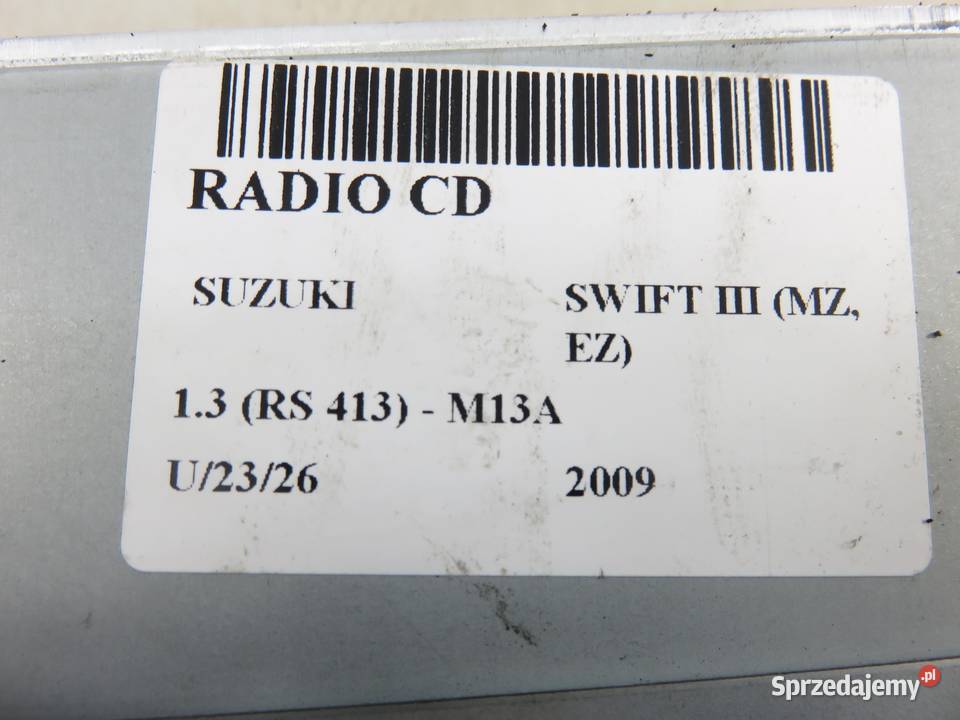 RADIO CD
SUZUKI SWIFT III (MZ, EZ)
1.3 (RS 413) - M13A
U/23/26 2009
Sprzedajemy.pl